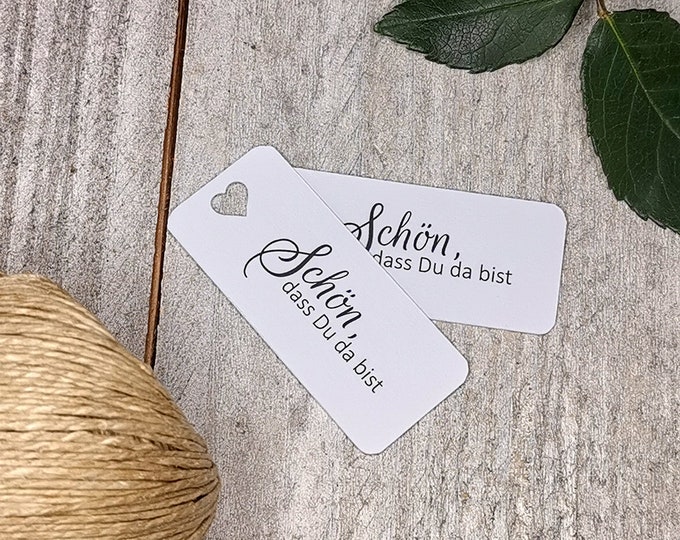 Schön,
dass Du da bist
Schön,
dass Du da bist